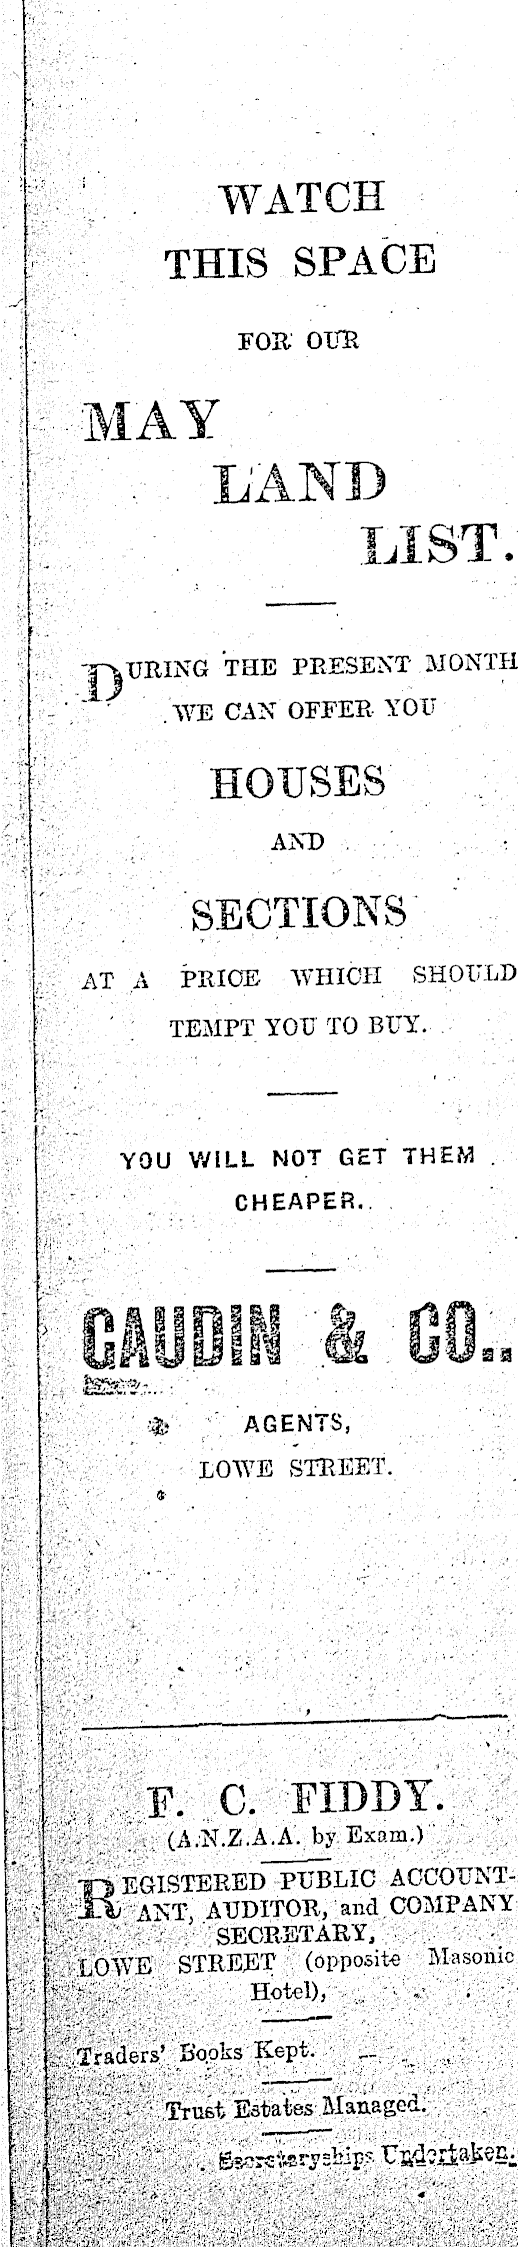 WATCH
THIS SPACE
FOR OUR
MAY
LAND
LIST.
DURING THE PRESENT MONTH
WE CAN OFFER YOU
HOUSES
AND
SECTIONS
AT A PRICE WHICH SHOULD
TEMPT YOU TO BUY.
YOU WILL NOT GET THEM
CHEAPER.
GAUDIN & CO.,
AGENTS,
LOWE STREET.
F. C. FIDDY.
(A.N.Z.A.A. by Exam.)
REGISTERED PUBLIC ACCOUNT-
ANT, AUDITOR, and COMPANY
SECRETARY,
LOWE STREET (opposite Masonic
Hotel),
Traders' Books Kept.
Trust Estates Managed.
Secretaryships Undertaken.